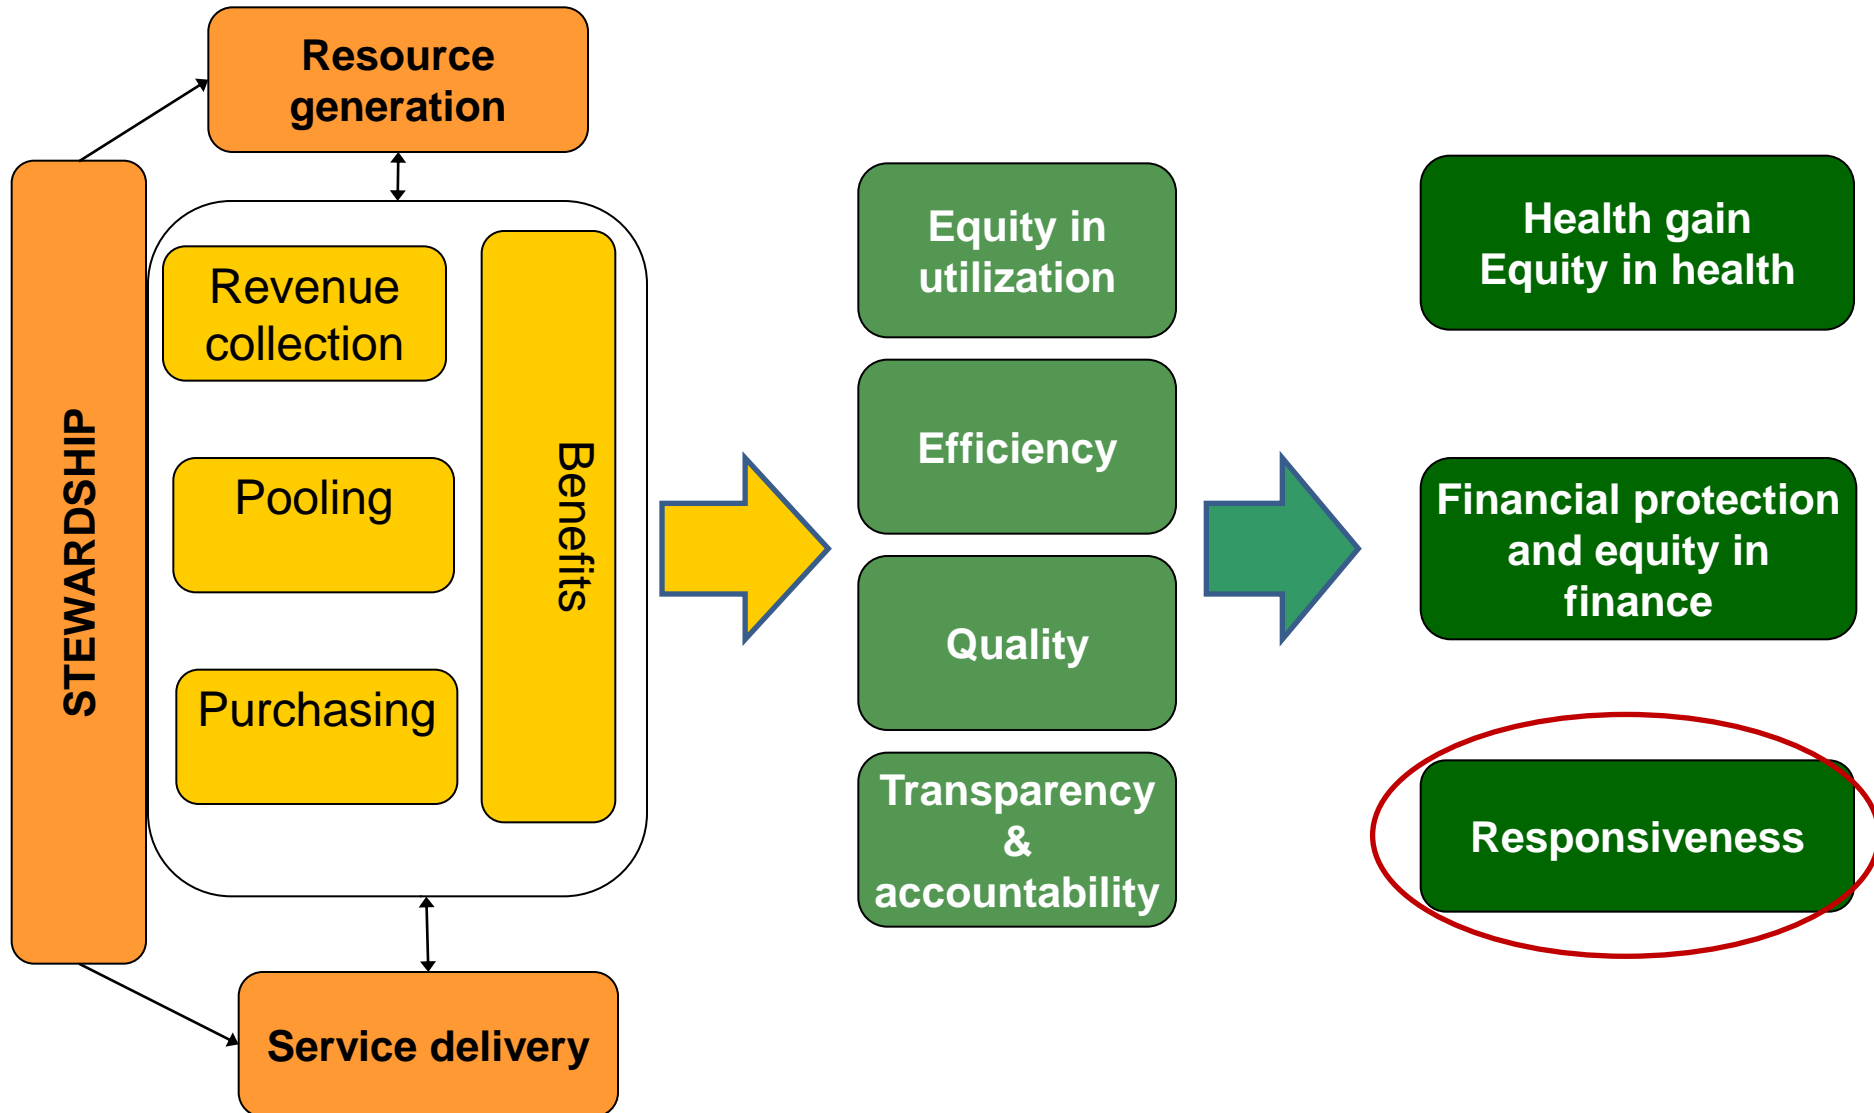 Resource
generation
STEWARDSHIP
Revenue
collection
Pooling
Purchasing
Benefits
Service delivery
Equity in
utilization
Efficiency
Quality
Transparency
&
accountability
Health gain
Equity in health
Financial protection
and equity in
finance
Responsiveness